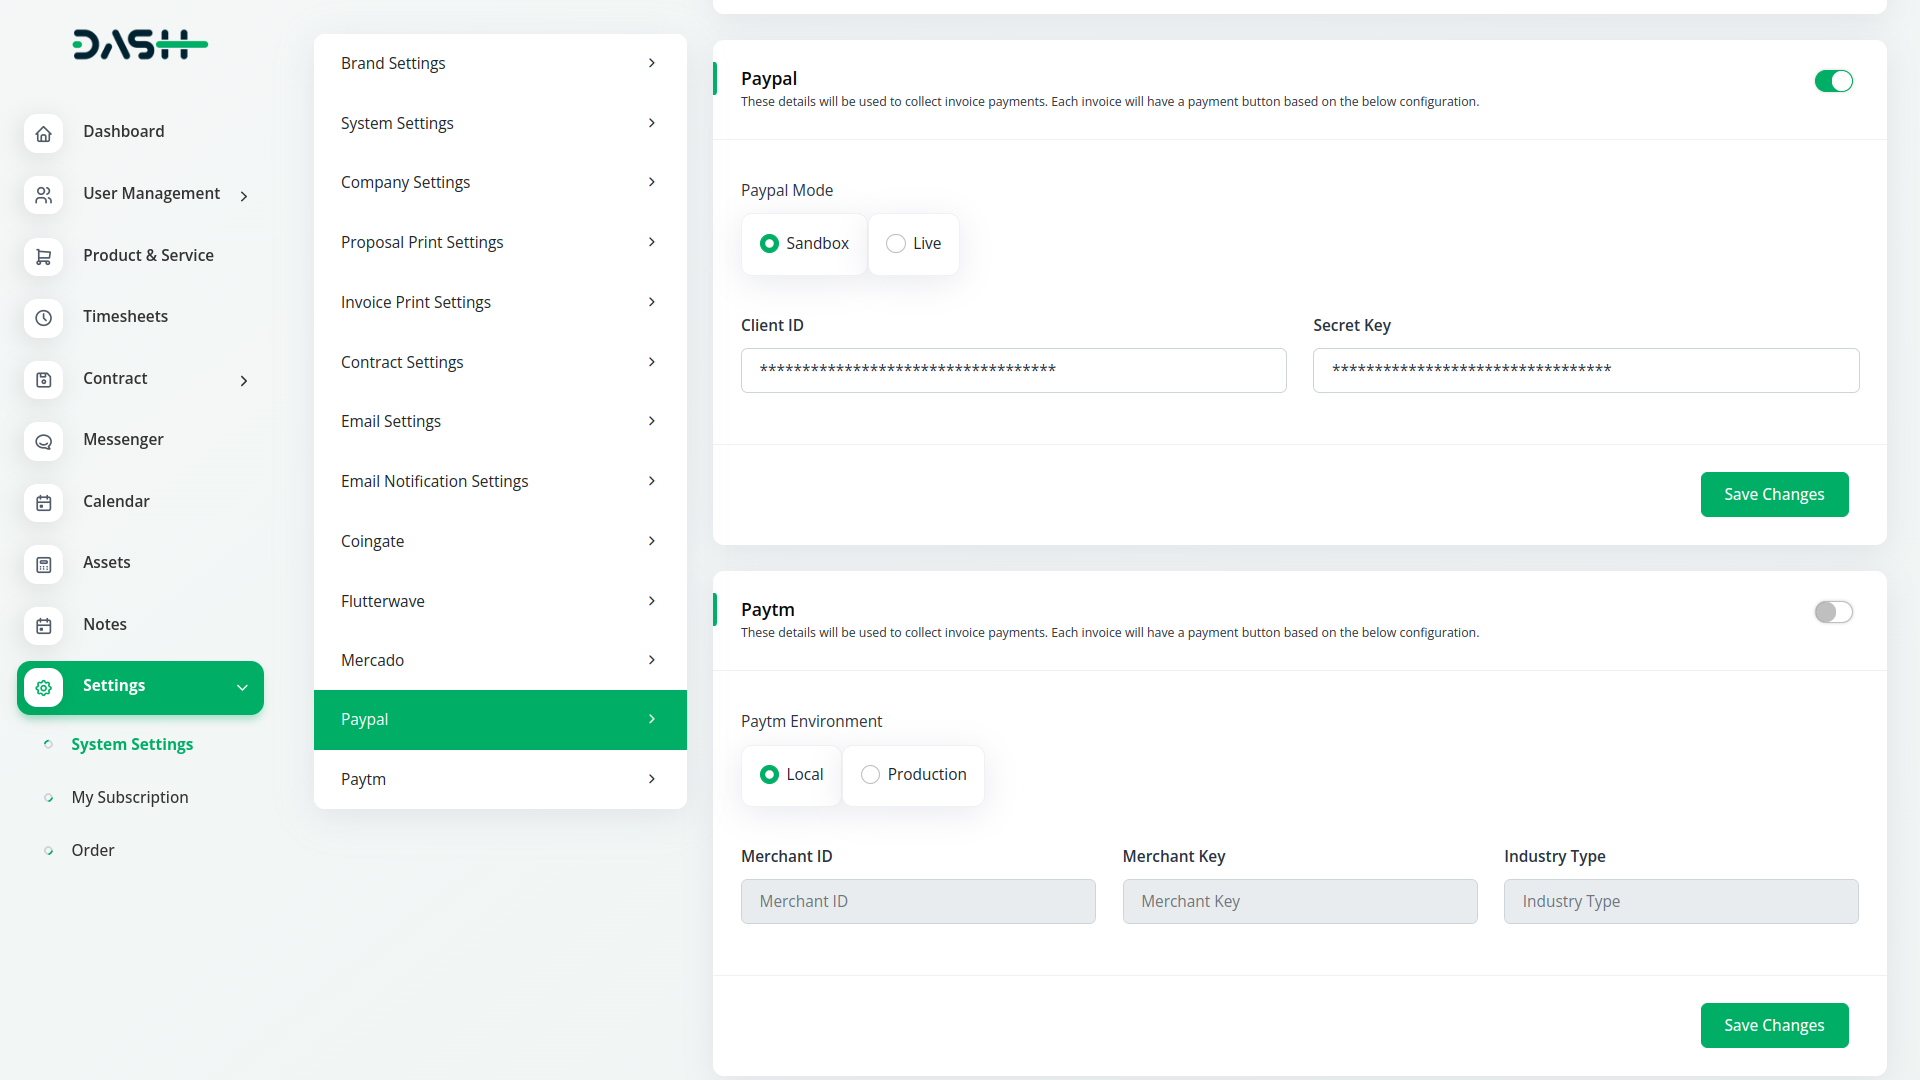 DASH
Dashboard
User Management
Product & Service
Timesheets
Contract
Messenger
Calendar
Assets
Notes
Settings
System Settings
My Subscription
Order
Brand Settings
System Settings
Company Settings
Proposal Print Settings
Invoice Print Settings
Contract Settings
Email Settings
Email Notification Settings
Coingate
Flutterwave
Mercado
Paypal
Paytm
Paypal
These details will be used to collect invoice payments. Each invoice will have a payment button based on the below configuration.
Paypal Mode
Sandbox Live
Client ID Secret Key
*********************************** *********************************
Save Changes
Paytm
These details will be used to collect invoice payments. Each invoice will have a payment button based on the below configuration.
Paytm Environment
Local Production
Merchant ID Merchant Key Industry Type
Merchant ID Merchant Key Industry Type
Save Changes